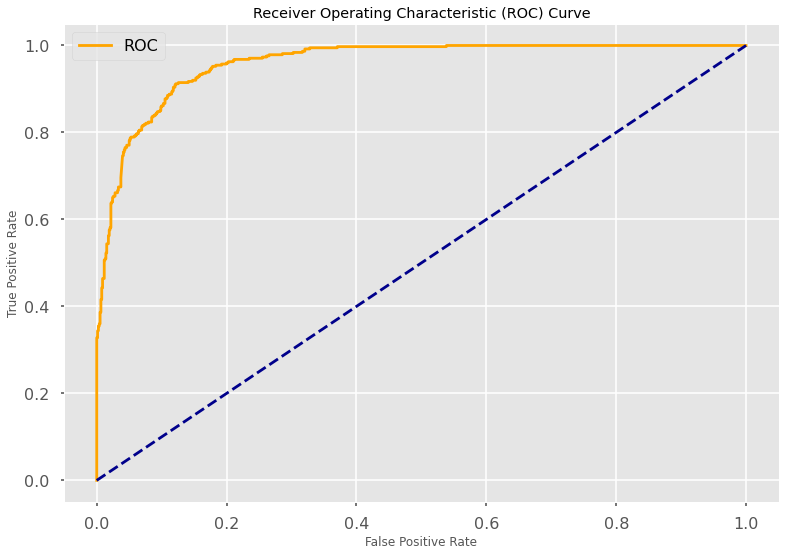 Receiver Operating Characteristic (ROC) Curve
ROC
1.0
0.8
0.6
0.4
0.2
0.0
True Positive Rate
0.0 0.2 0.4 0.6 0.8 1.0
False Positive Rate